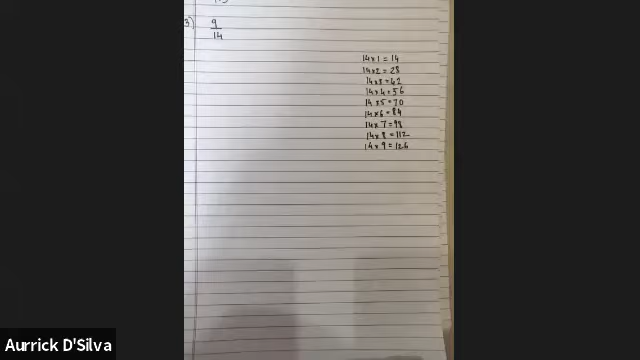 3) 9
14
14x1 = 14
14x2 = 28
14x3 = 42
14x4 = 56
14x5 = 70
14x6 = 84
14x7 = 98
14x8 = 112
14x9 = 126
Aurrick D'Silva